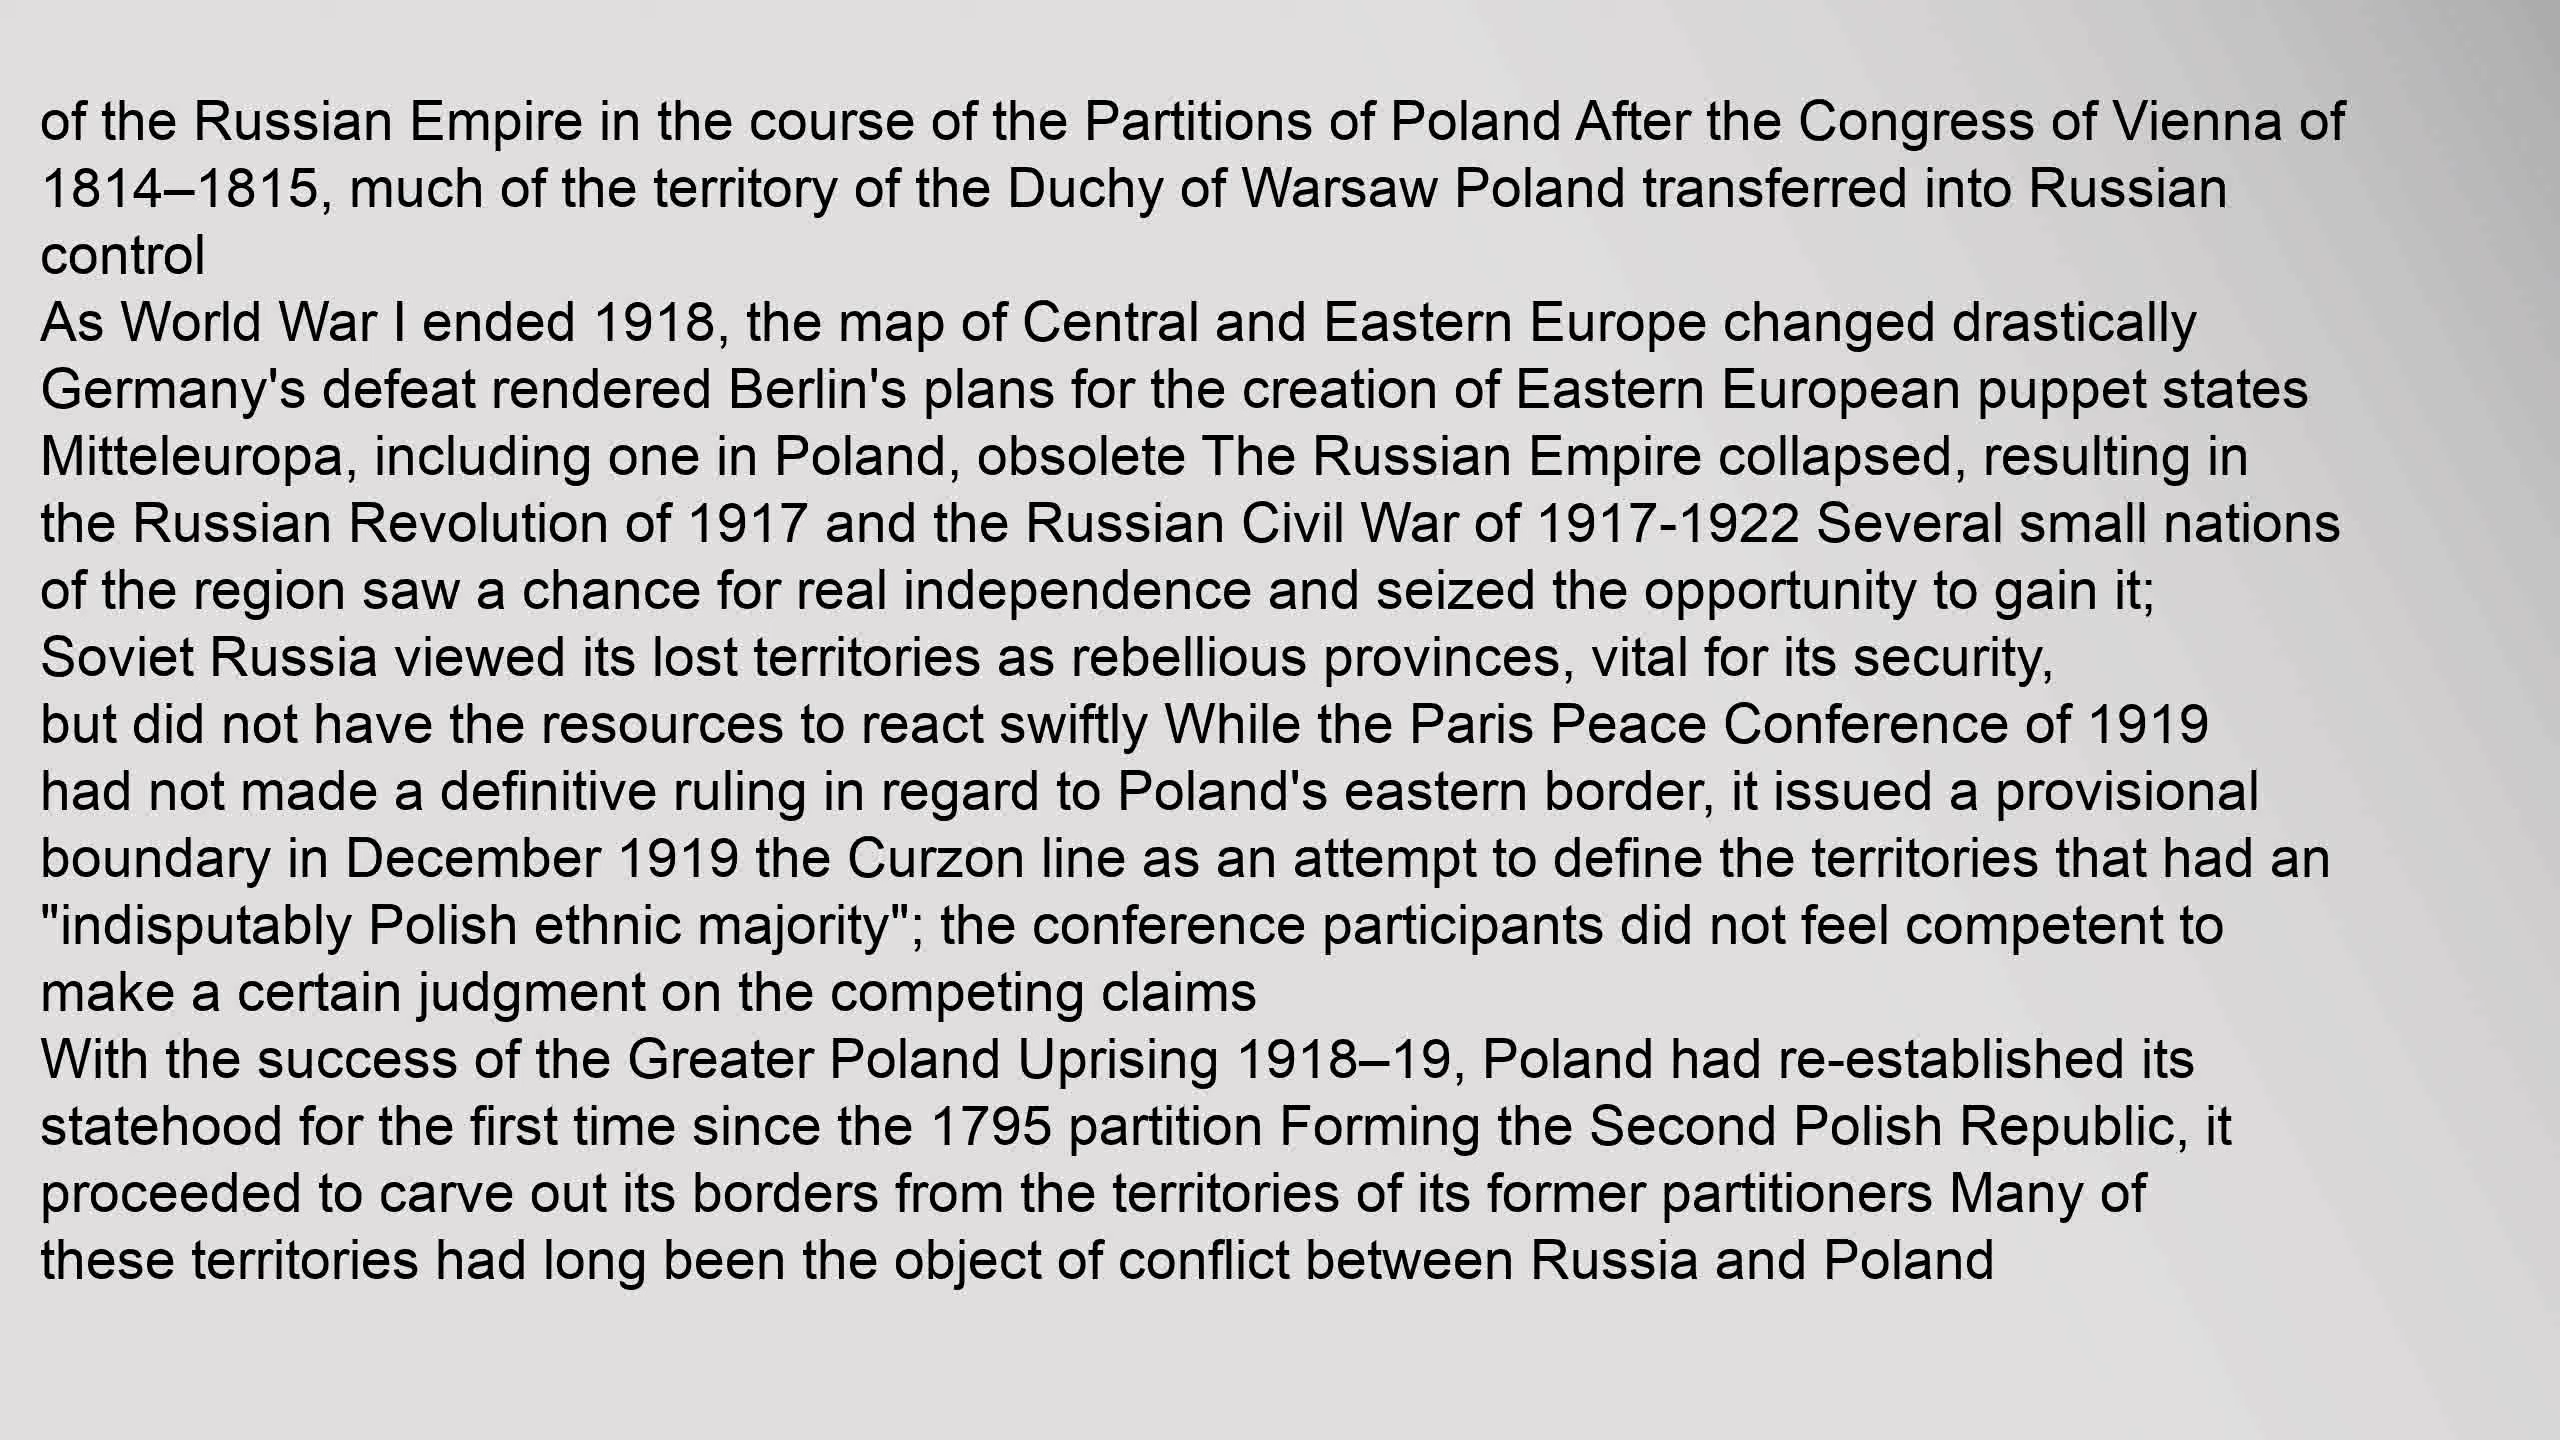 of the Russian Empire in the course of the Partitions of Poland After the Congress of Vienna of
1814–1815, much of the territory of the Duchy of Warsaw Poland transferred into Russian
control
As World War I ended 1918, the map of Central and Eastern Europe changed drastically
Germany's defeat rendered Berlin's plans for the creation of Eastern European puppet states
Mitteleuropa, including one in Poland, obsolete The Russian Empire collapsed, resulting in
the Russian Revolution of 1917 and the Russian Civil War of 1917-1922 Several small nations
of the region saw a chance for real independence and seized the opportunity to gain it;
Soviet Russia viewed its lost territories as rebellious provinces, vital for its security,
but did not have the resources to react swiftly While the Paris Peace Conference of 1919
had not made a definitive ruling in regard to Poland's eastern border, it issued a provisional
boundary in December 1919 the Curzon line as an attempt to define the territories that had an
"indisputably Polish ethnic majority"; the conference participants did not feel competent to
make a certain judgment on the competing claims
With the success of the Greater Poland Uprising 1918–19, Poland had re-established its
statehood for the first time since the 1795 partition Forming the Second Polish Republic, it
proceeded to carve out its borders from the territories of its former partitioners Many of
these territories had long been the object of conflict between Russia and Poland